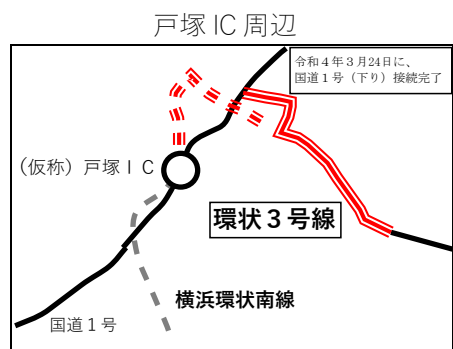 戸塚 IC 周辺
令和４年３月24日に、
国道１号（下り）接続完了
（仮称）戸塚ＩＣ
環状３号線
横浜環状南線
国道１号